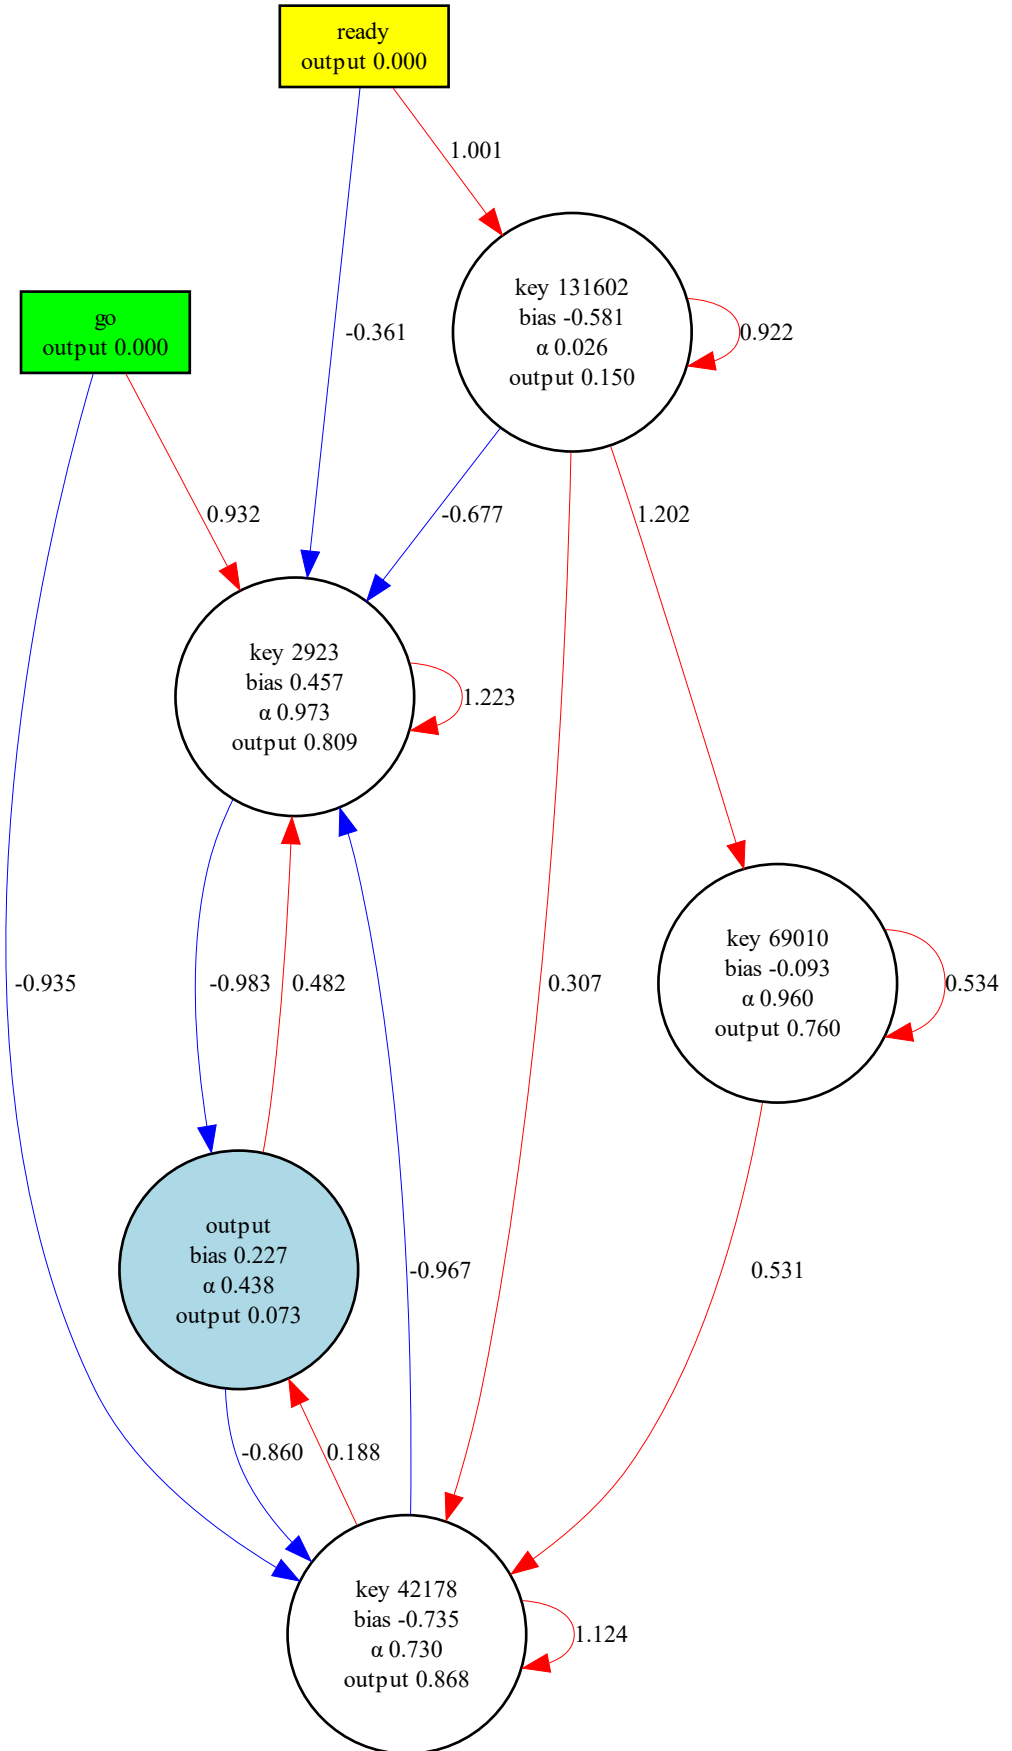 ready
output 0.000
1.001
key 131602
bias -0.581
α 0.026
output 0.150
0.922
go
output 0.000
-0.361
0.932
-0.677
1.202
key 2923
bias 0.457
α 0.973
output 0.809
1.223
key 69010
bias -0.093
α 0.960
output 0.760
0.534
-0.935
-0.983
0.482
0.307
output
bias 0.227
α 0.438
output 0.073
-0.967
0.531
-0.860
0.188
key 42178
bias -0.735
α 0.730
output 0.868
1.124